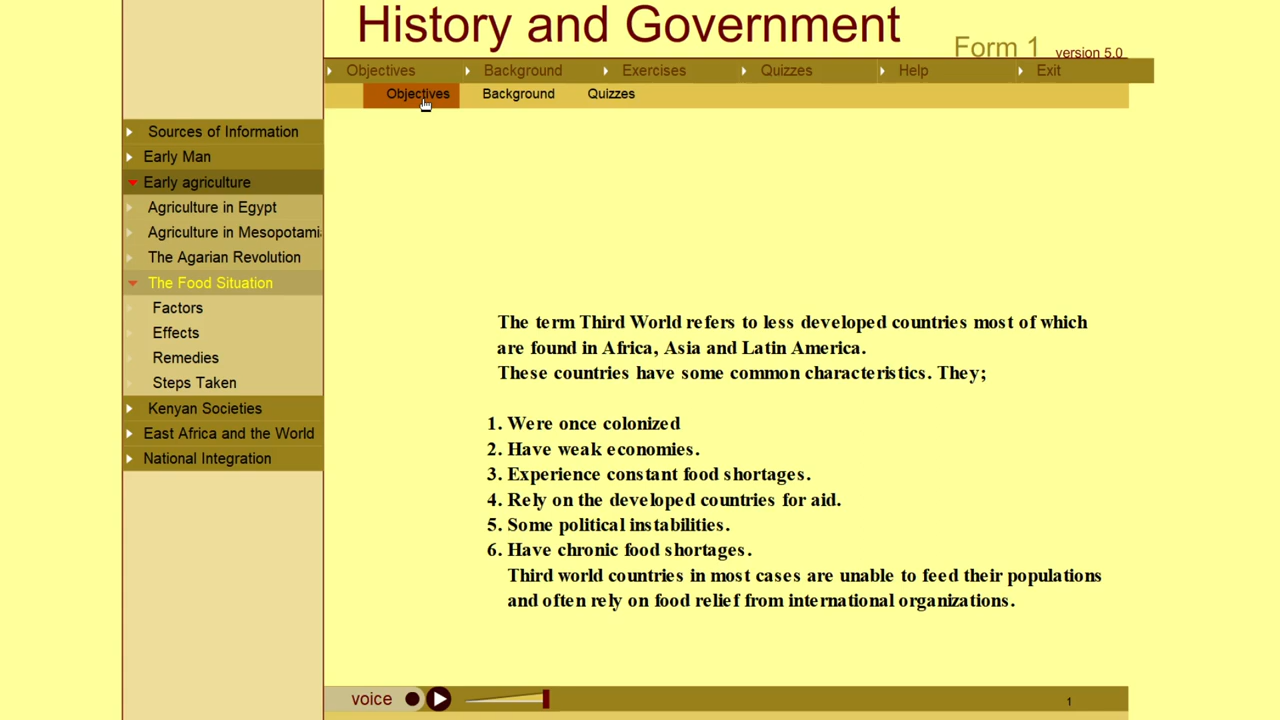 History and Government
Form 1 version 5.0
Objectives Background Exercises Quizzes Help Exit
Objectives Background Quizzes
Sources of Information
Early Man
Early agriculture
Agriculture in Egypt
Agriculture in Mesopotami
The Agarian Revolution
The Food Situation
Factors
Effects
Remedies
Steps Taken
Kenyan Societies
East Africa and the World
National Integration
The term Third World refers to less developed countries most of which
are found in Africa, Asia and Latin America.
These countries have some common characteristics. They;
1. Were once colonized
2. Have weak economies.
3. Experience constant food shortages.
4. Rely on the developed countries for aid.
5. Some political instabilities.
6. Have chronic food shortages.
Third world countries in most cases are unable to feed their populations
and often rely on food relief from international organizations.
voice
1